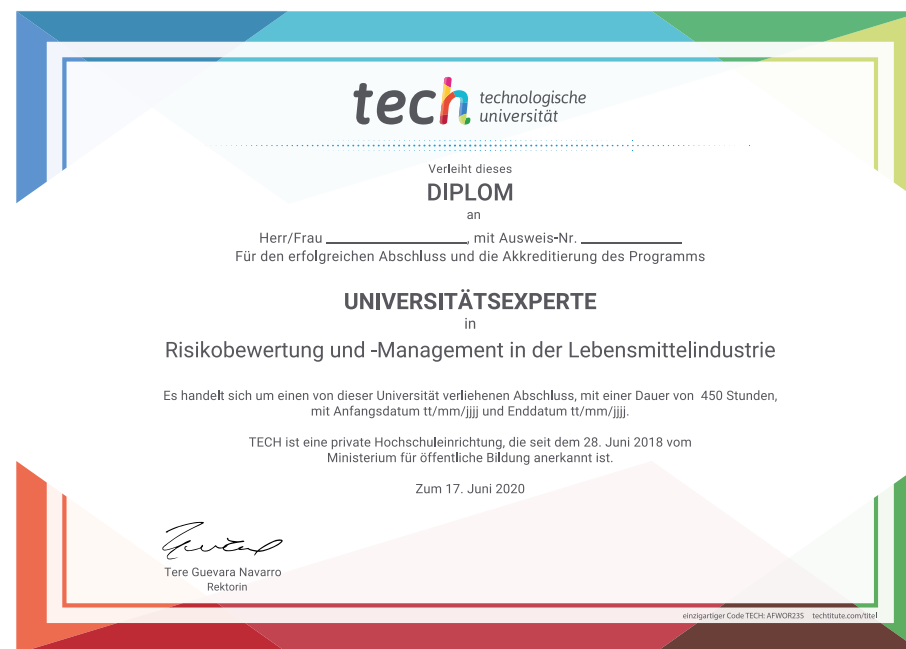 tech technologische
universität
Verleiht dieses
DIPLOM
an
Herr/Frau ____________________, mit Ausweis-Nr. ______________
Für den erfolgreichen Abschluss und die Akkreditierung des Programms
UNIVERSITÄTSEXPERTE
in
Risikobewertung und -Management in der Lebensmittelindustrie
Es handelt sich um einen von dieser Universität verliehenen Abschluss, mit einer Dauer von 450 Stunden,
mit Anfangsdatum tt/mm/jjjj und Enddatum tt/mm/jjjj.
TECH ist eine private Hochschuleinrichtung, die seit dem 28. Juni 2018 vom
Ministerium für öffentliche Bildung anerkannt ist.
Zum 17. Juni 2020
Tere Guevara Navarro
Rektorin
einzigartiger Code TECH: AFWOR23S techtitute.com/titel